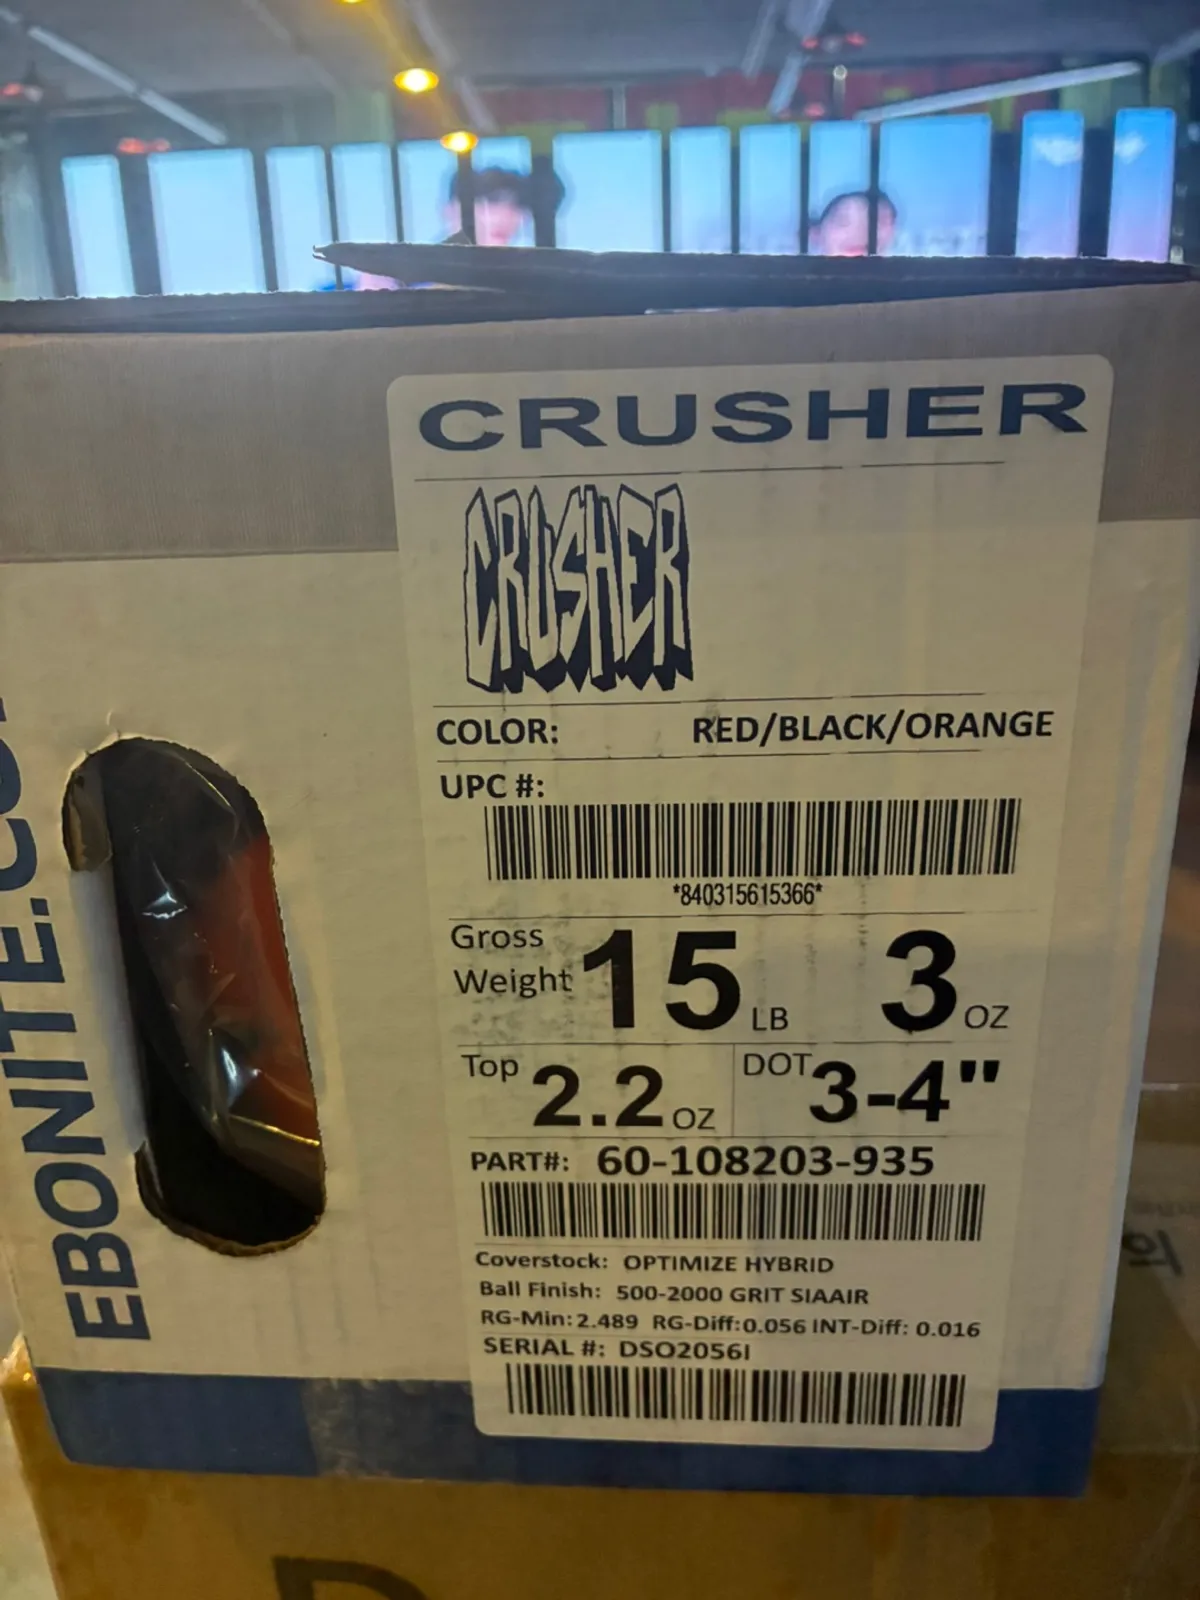 CRUSHER
CRUSHER
COLOR: RED/BLACK/ORANGE
UPC #:
*840315615366*
Gross Weight 15 LB 3 OZ
Top 2.2 OZ DOT 3-4"
PART#: 60-108203-935
Coverstock: OPTIMIZE HYBRID
Ball Finish: 500-2000 GRIT SIAAIR
RG-Min: 2.489 RG-Diff:0.056 INT-Diff: 0.016
SERIAL #: DSO2056I
EBONITE.CO